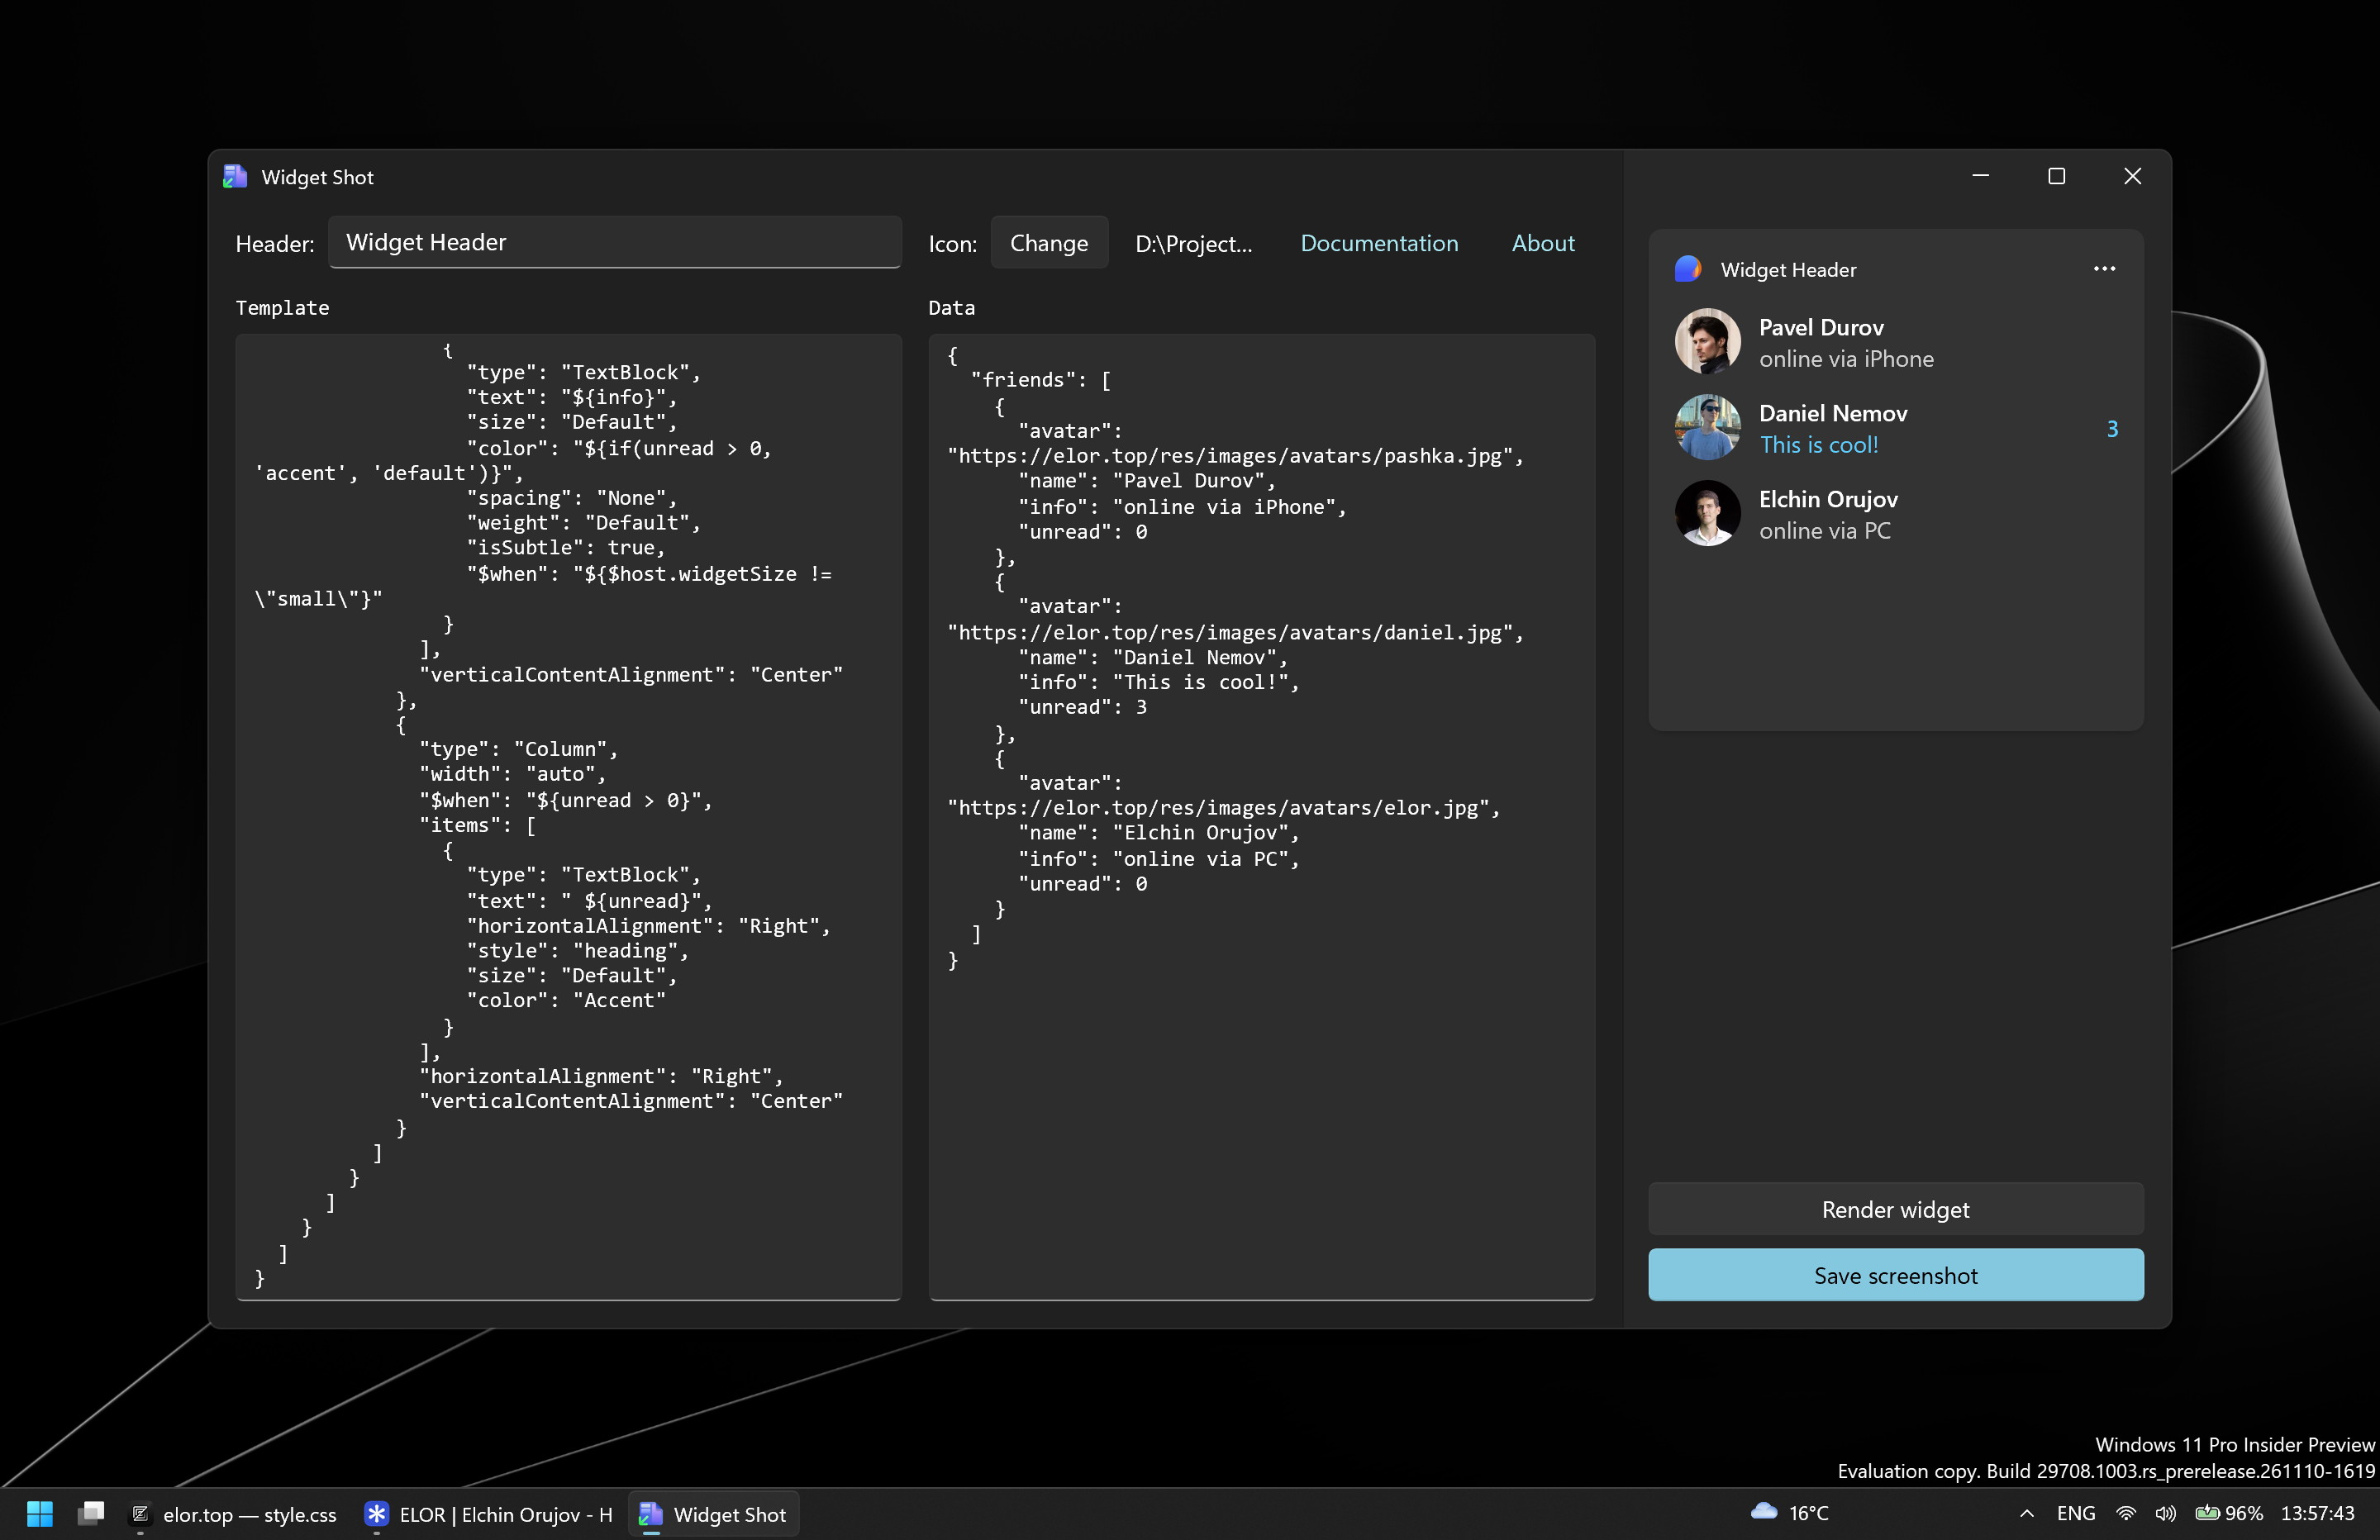 Widget Shot
Header:
Widget Header
Icon:
Change
D:\Project...
Documentation
About
Template
{
"type": "TextBlock",
"text": "${info}",
"size": "Default",
"color": "${if(unread > 0,
'accent', 'default')}",
"spacing": "None",
"weight": "Default",
"isSubtle": true,
"$when": "${$host.widgetSize !=
\"small\"}"
}
],
"verticalContentAlignment": "Center"
},
{
"type": "Column",
"width": "auto",
"$when": "${unread > 0}",
"items": [
{
"type": "TextBlock",
"text": " ${unread}",
"horizontalAlignment": "Right",
"style": "heading",
"size": "Default",
"color": "Accent"
}
],
"horizontalAlignment": "Right",
"verticalContentAlignment": "Center"
}
]
}
]
}
]
}
Data
{
"friends": [
{
"avatar":
"https://elor.top/res/images/avatars/pashka.jpg",
"name": "Pavel Durov",
"info": "online via iPhone",
"unread": 0
},
{
"avatar":
"https://elor.top/res/images/avatars/daniel.jpg",
"name": "Daniel Nemov",
"info": "This is cool!",
"unread": 3
},
{
"avatar":
"https://elor.top/res/images/avatars/elor.jpg",
"name": "Elchin Orujov",
"info": "online via PC",
"unread": 0
}
]
}
Widget Header
Pavel Durov
online via iPhone
Daniel Nemov
This is cool!
3
Elchin Orujov
online via PC
Render widget
Save screenshot
Windows 11 Pro Insider Preview
Evaluation copy. Build 29708.1003.rs_prerelease.261110-1619
elor.top — style.css
ELOR | Elchin Orujov - H
Widget Shot
16°C
ENG
96%
13:57:43